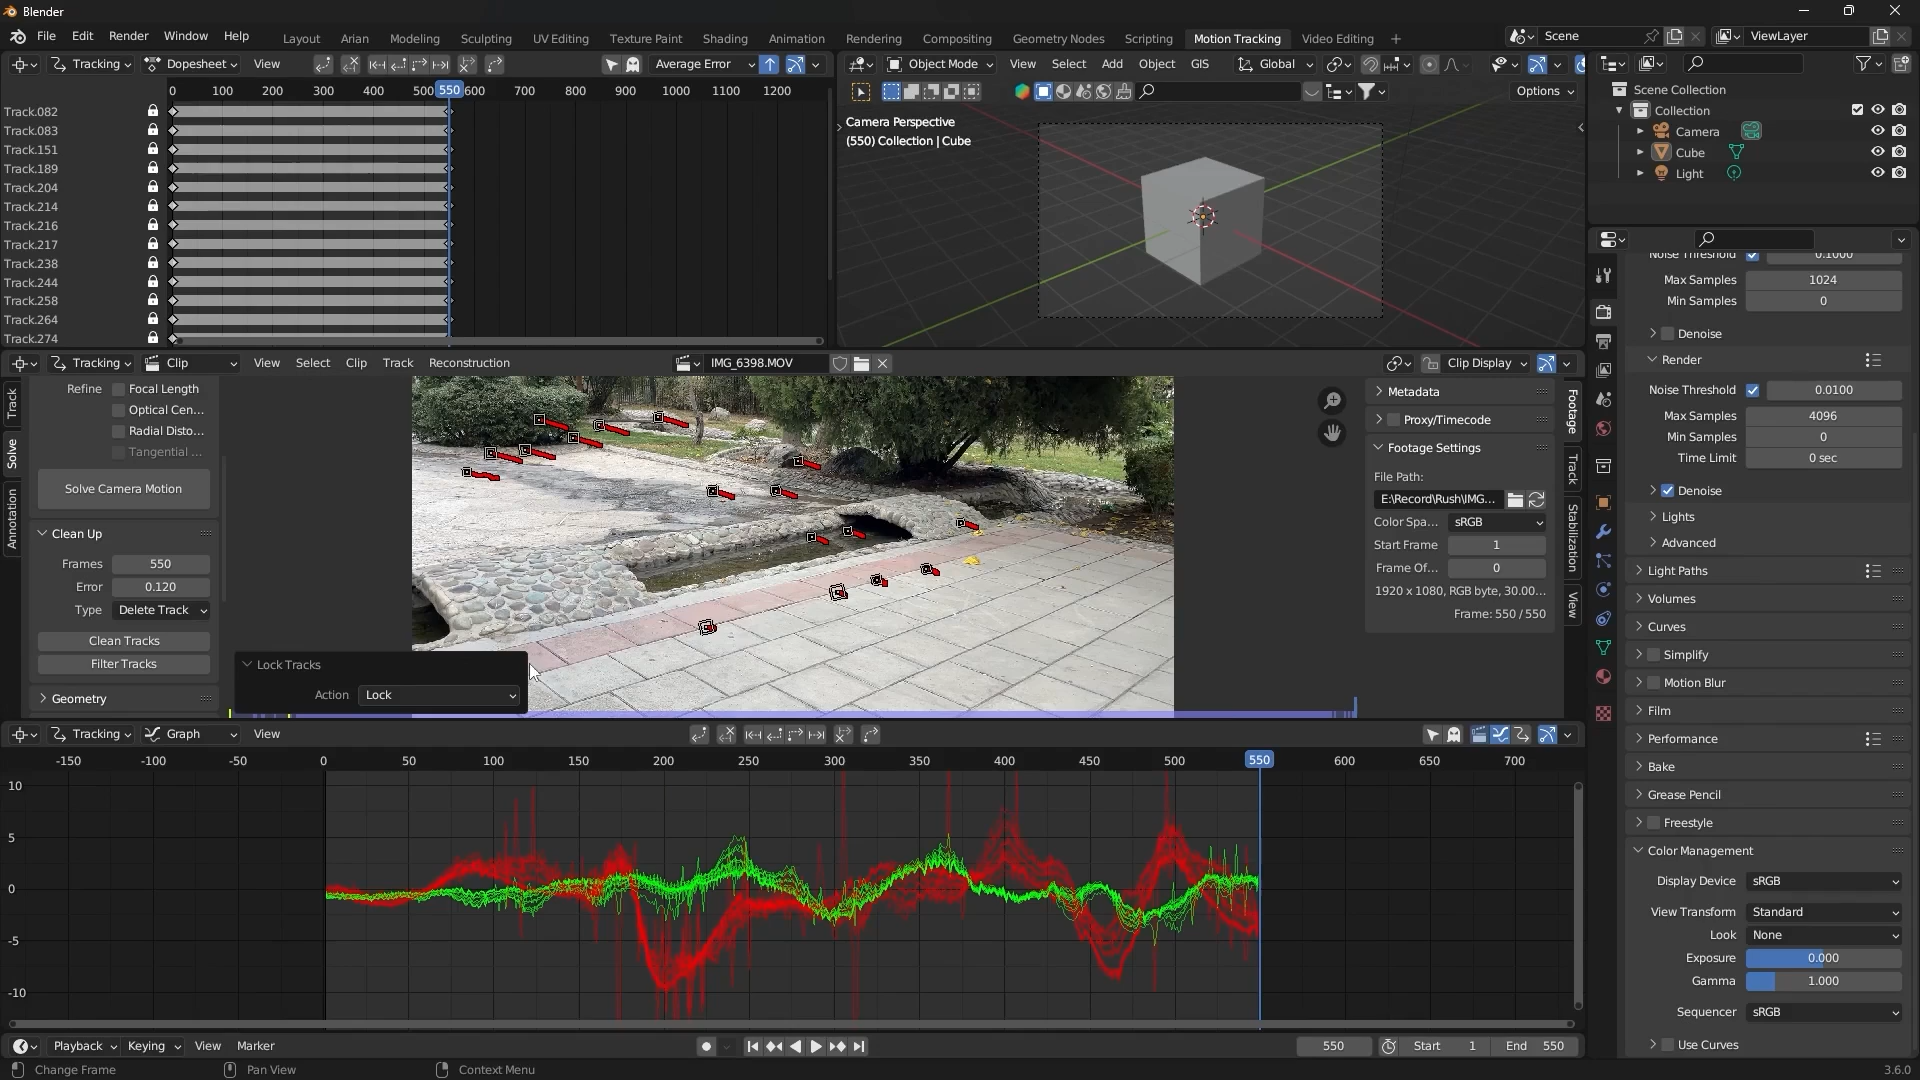 Blender
File Edit Render Window Help
Layout Arian Modeling Sculpting UV Editing Texture Paint Shading Animation Rendering Compositing Geometry Nodes Scripting Motion Tracking Video Editing +
Scene
ViewLayer
Tracking Dopesheet View
Average Error
0 100 200 300 400 500 550 600 700 800 900 1000 1100 1200
Track.082
Track.083
Track.151
Track.189
Track.204
Track.214
Track.216
Track.217
Track.238
Track.244
Track.258
Track.264
Track.274
Object Mode View Select Add Object GIS Global
Options
Camera Perspective
(550) Collection | Cube
Scene Collection
Collection
Camera
Cube
Light
Tracking Clip View Select Clip Track Reconstruction
IMG_6398.MOV
Clip Display
Track
Solve
Annotation
Refine Focal Length
Optical Cen...
Radial Disto...
Tangential ...
Solve Camera Motion
Clean Up
Frames 550
Error 0.120
Type Delete Track
Clean Tracks
Filter Tracks
Geometry
Lock Tracks
Action Lock
Metadata
Proxy/Timecode
Footage Settings
File Path:
E:\Record\Rush\IMG...
Color Spa... sRGB
Start Frame 1
Frame Of... 0
1920 x 1080, RGB byte, 30.00...
Frame: 550 / 550
Footage
Track
Stabilization
View
Noise Threshold 0.1000
Max Samples 1024
Min Samples 0
Denoise
Render
Noise Threshold 0.0100
Max Samples 4096
Min Samples 0
Time Limit 0 sec
Denoise
Lights
Advanced
Light Paths
Volumes
Curves
Simplify
Motion Blur
Film
Performance
Bake
Grease Pencil
Freestyle
Color Management
Display Device sRGB
View Transform Standard
Look None
Exposure 0.000
Gamma 1.000
Sequencer sRGB
Use Curves
Tracking Graph View
-150 -100 -50 0 50 100 150 200 250 300 350 400 450 500 550 600 650 700
10
5
0
-5
-10
Playback Keying View Marker
550 Start 1 End 550
Change Frame Pan View Context Menu
3.6.0